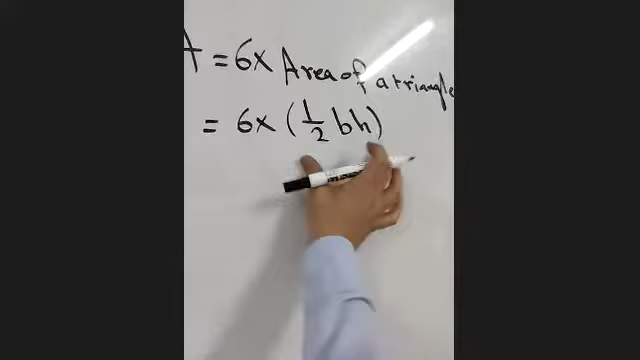 A = 6x Area of a triangle
= 6x (1/2 bh)